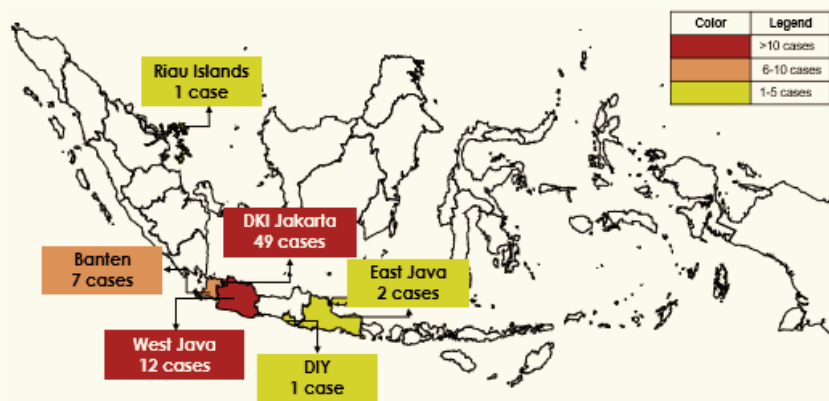 Color Legend
>10 cases
6-10 cases
1-5 cases
Riau Islands
1 case
DKI Jakarta
49 cases
Banten
7 cases
East Java
2 cases
West Java
12 cases
DIY
1 case